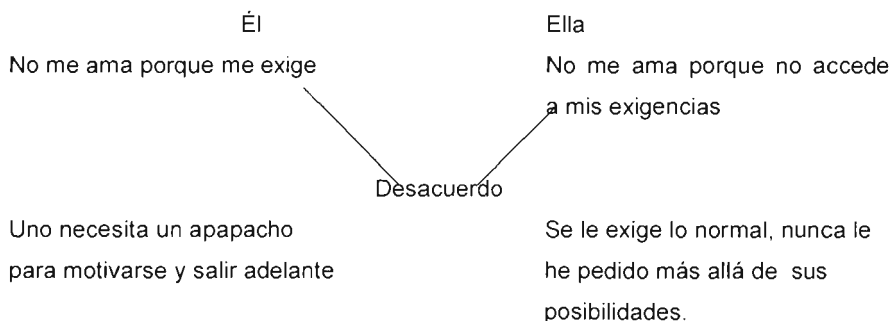 Él
No me ama porque me exige
Ella
No me ama porque no accede
a mis exigencias
Desacuerdo
Uno necesita un apapacho
para motivarse y salir adelante
Se le exige lo normal, nunca le
he pedido más allá de sus
posibilidades.